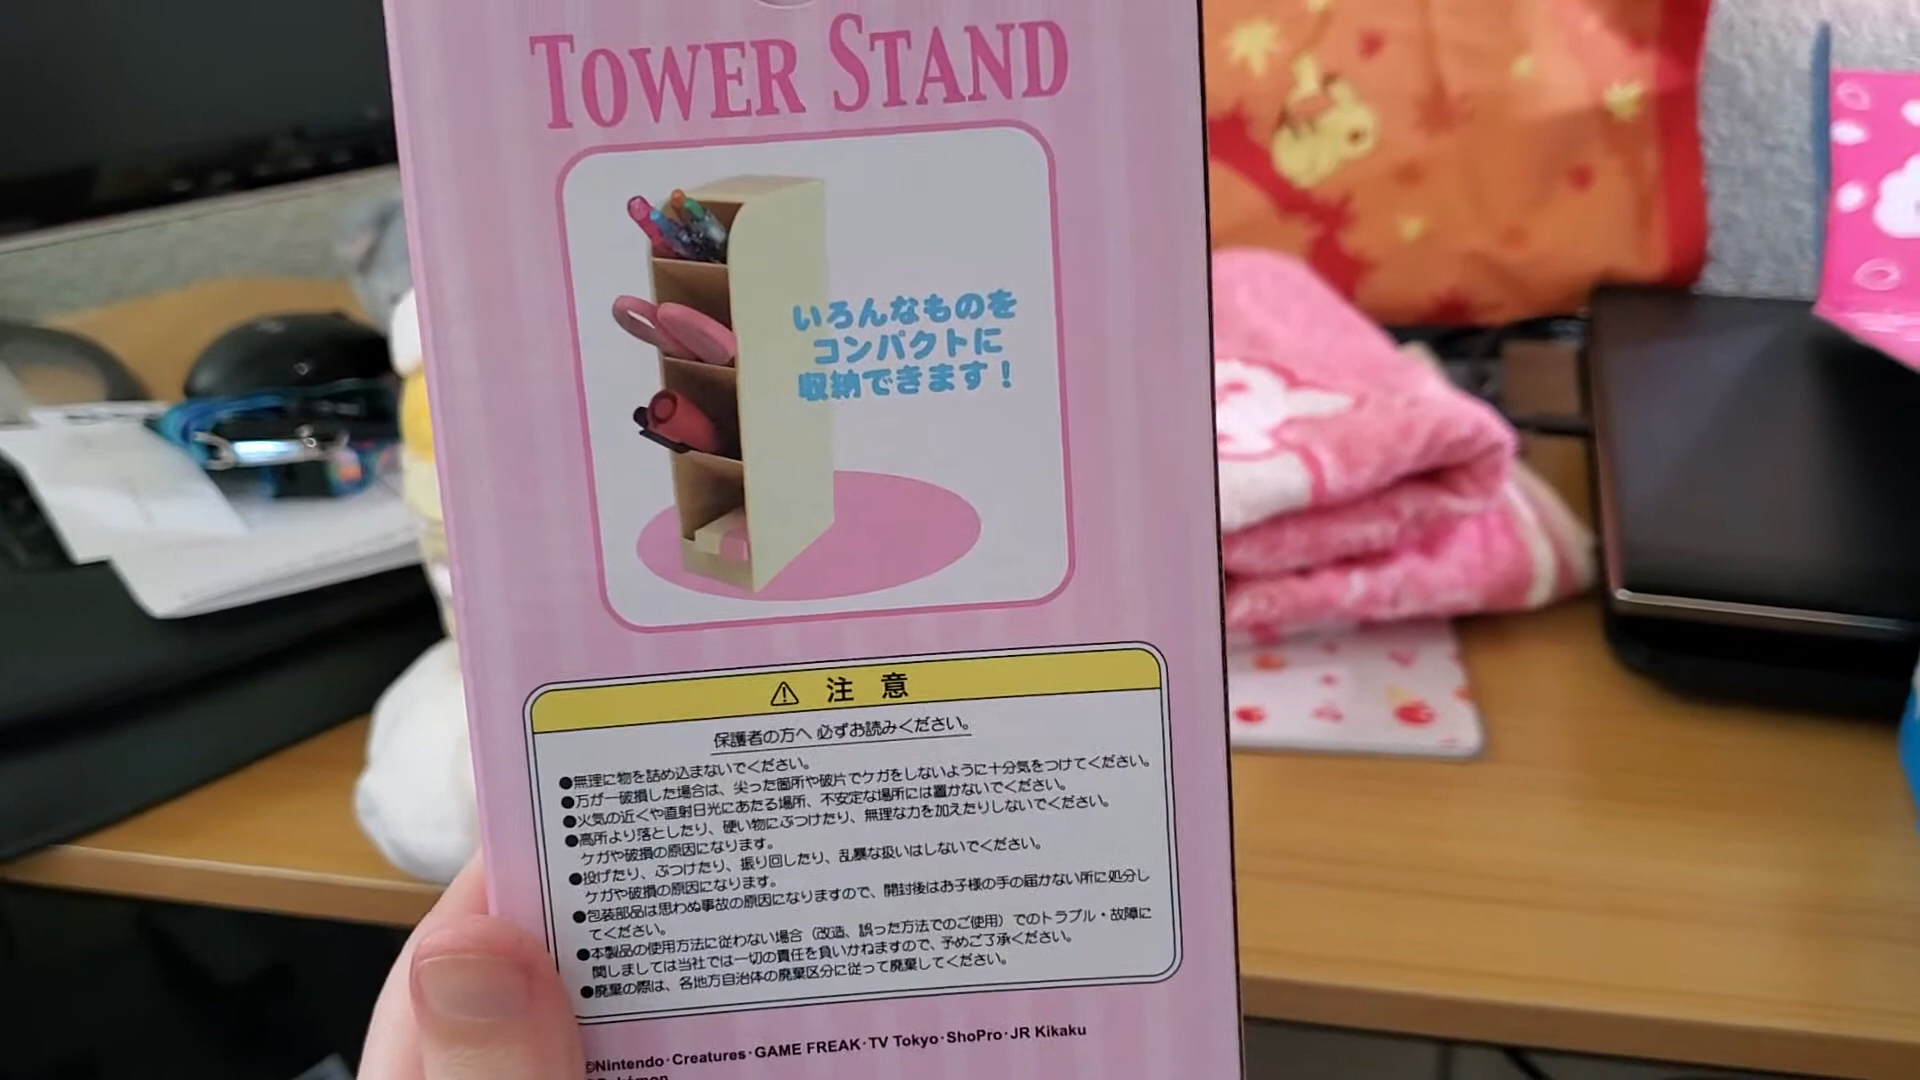 TOWER STAND
いろんなものを
コンパクトに
収納できます！
⚠ 注意
保護者の方へ 必ずお読みください。
●無理に物を詰め込まないでください。
●万が一破損した場合は、尖った箇所や破片でケガをしないように十分気をつけてください。
●火気の近くや直射日光にあたる場所、不安定な場所には置かないでください。
●高所より落としたり、硬い物にぶつけたり、無理な力を加えたりしないでください。
ケガや破損の原因になります。
●投げたり、ぶつけたり、振り回したり、乱暴な扱いはしないでください。
ケガや破損の原因になります。
●包装部品は思わぬ事故の原因になりますので、開封後はお子様の手の届かない所に処分し
てください。
●本製品の使用方法に従わない場合（改造、誤った方法でのご使用）でのトラブル・故障に
関しましては当社では一切の責任を負いかねますので、予めご了承ください。
●廃棄の際は、各地方自治体の廃棄区分に従って廃棄してください。
©Nintendo・Creatures・GAME FREAK・TV Tokyo・ShoPro・JR Kikaku
©Pokémon